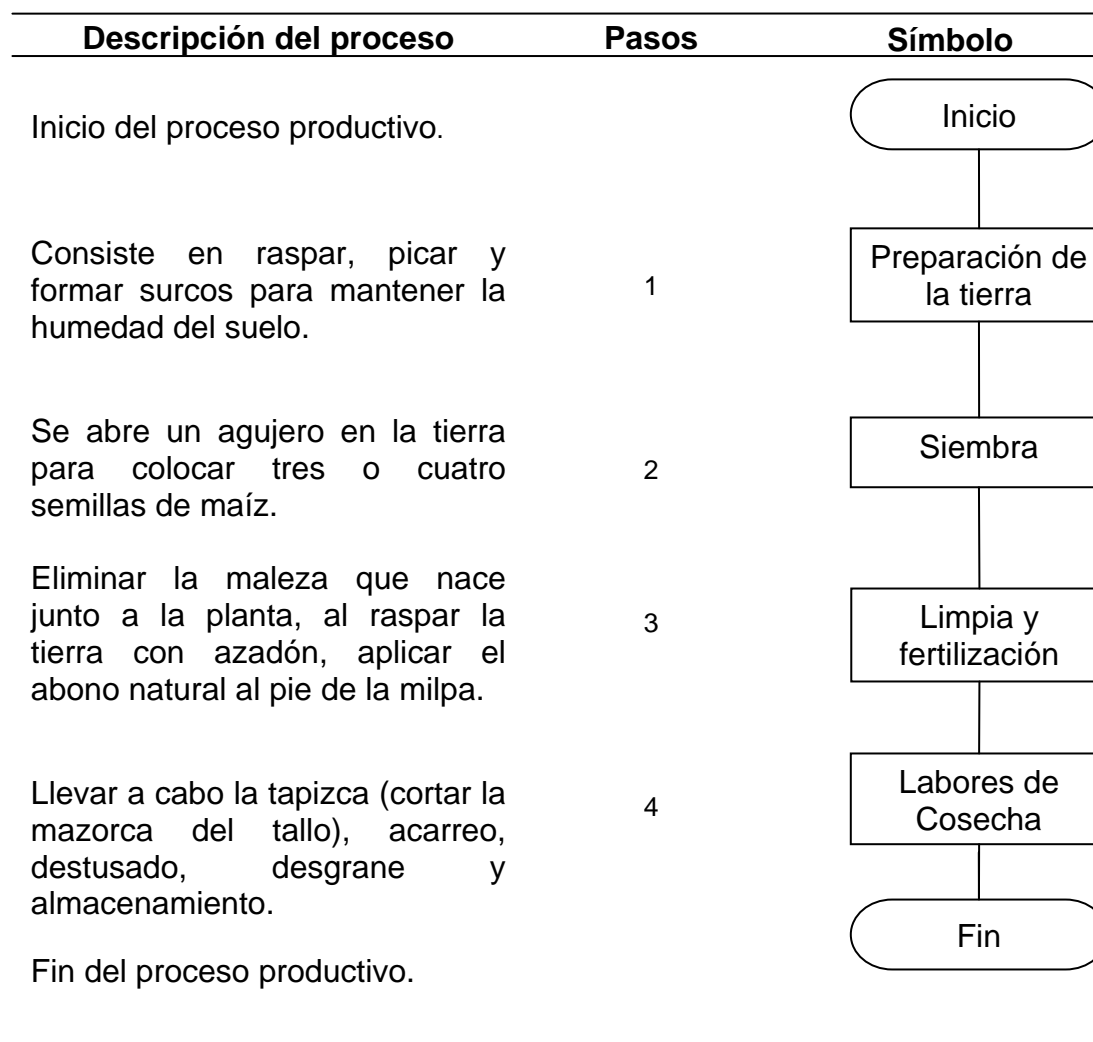 Descripción del proceso Pasos Símbolo
Inicio del proceso productivo.
Inicio
Consiste en raspar, picar y
formar surcos para mantener la
humedad del suelo.
1
Preparación de
la tierra
Se abre un agujero en la tierra
para colocar tres o cuatro
semillas de maíz.
2
Siembra
Eliminar la maleza que nace
junto a la planta, al raspar la
tierra con azadón, aplicar el
abono natural al pie de la milpa.
3
Limpia y
fertilización
Llevar a cabo la tapizca (cortar la
mazorca del tallo), acarreo,
destusado, desgrane y
almacenamiento.
4
Labores de
Cosecha
Fin del proceso productivo.
Fin